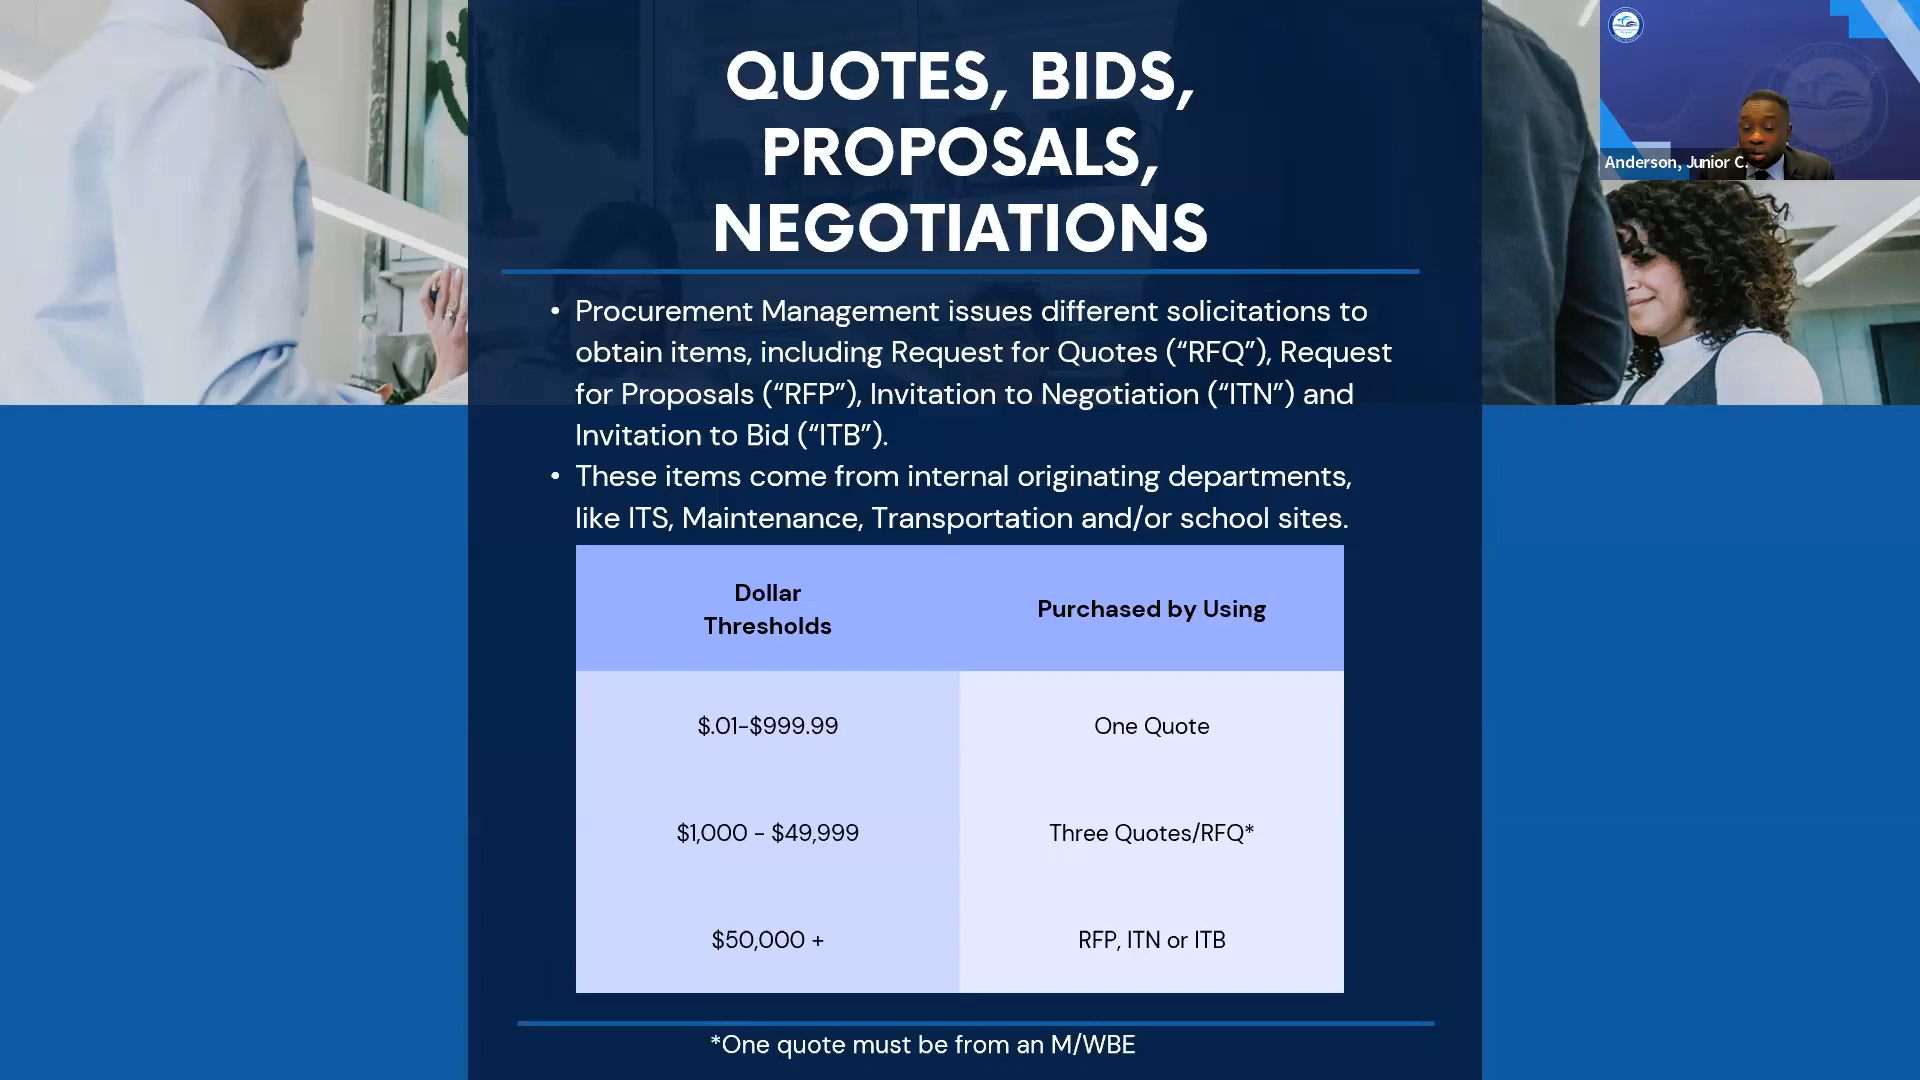 QUOTES, BIDS,
PROPOSALS,
NEGOTIATIONS
Anderson, Junior C.
• Procurement Management issues different solicitations to
obtain items, including Request for Quotes (“RFQ”), Request
for Proposals (“RFP”), Invitation to Negotiation (“ITN”) and
Invitation to Bid (“ITB”).
• These items come from internal originating departments,
like ITS, Maintenance, Transportation and/or school sites.
Dollar
Thresholds
Purchased by Using
$.01-$999.99
One Quote
$1,000 - $49,999
Three Quotes/RFQ*
$50,000 +
RFP, ITN or ITB
*One quote must be from an M/WBE